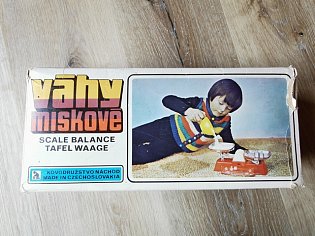 váhy
miskové
SCALE BALANCE
TAFEL WAAGE
KOVODRUŽSTVO NÁCHOD
MADE IN CZECHOSLOVAKIA